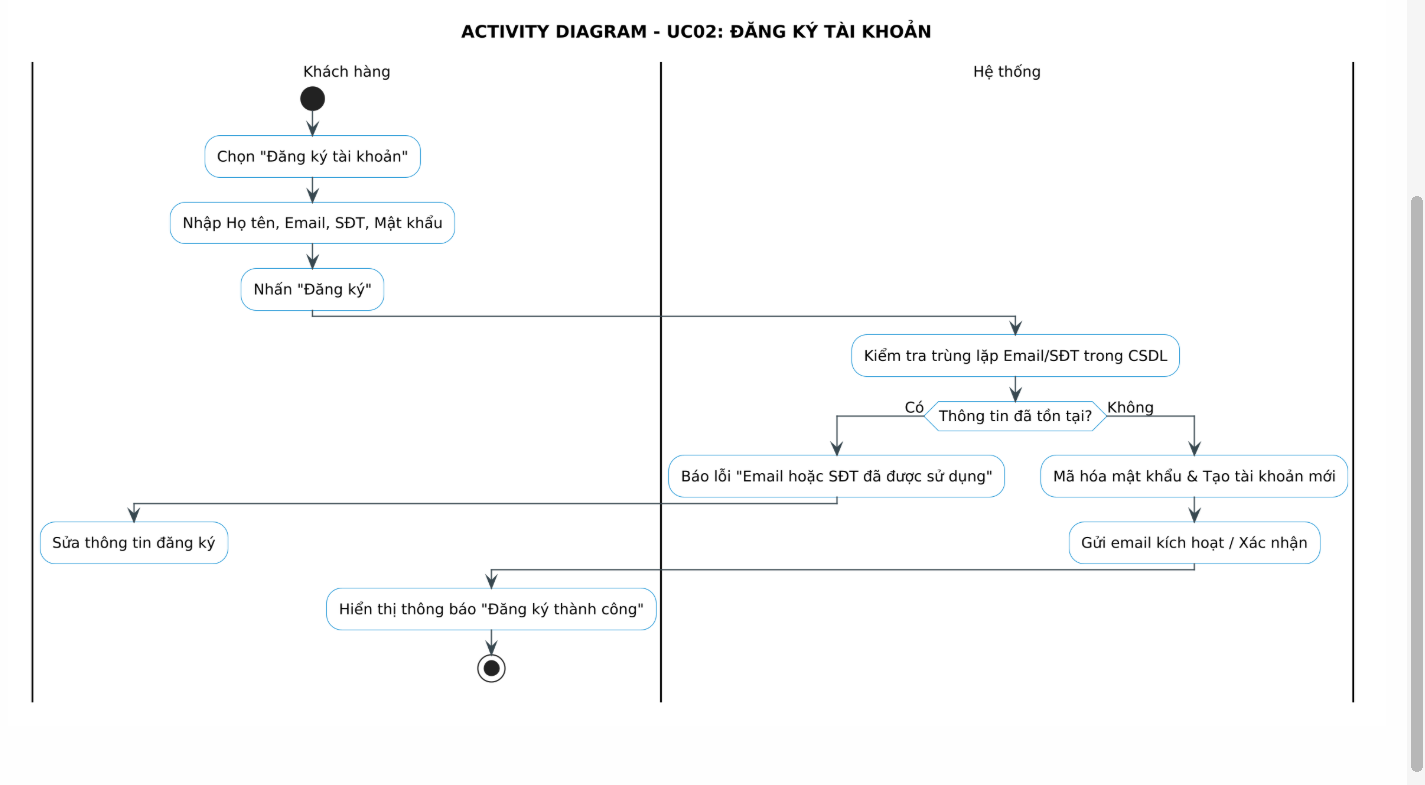 ACTIVITY DIAGRAM - UC02: ĐĂNG KÝ TÀI KHOẢN
Khách hàng
Hệ thống
Chọn "Đăng ký tài khoản"
Nhập Họ tên, Email, SĐT, Mật khẩu
Nhấn "Đăng ký"
Kiểm tra trùng lặp Email/SĐT trong CSDL
Có
Thông tin đã tồn tại?
Không
Báo lỗi "Email hoặc SĐT đã được sử dụng"
Mã hóa mật khẩu & Tạo tài khoản mới
Sửa thông tin đăng ký
Gửi email kích hoạt / Xác nhận
Hiển thị thông báo "Đăng ký thành công"